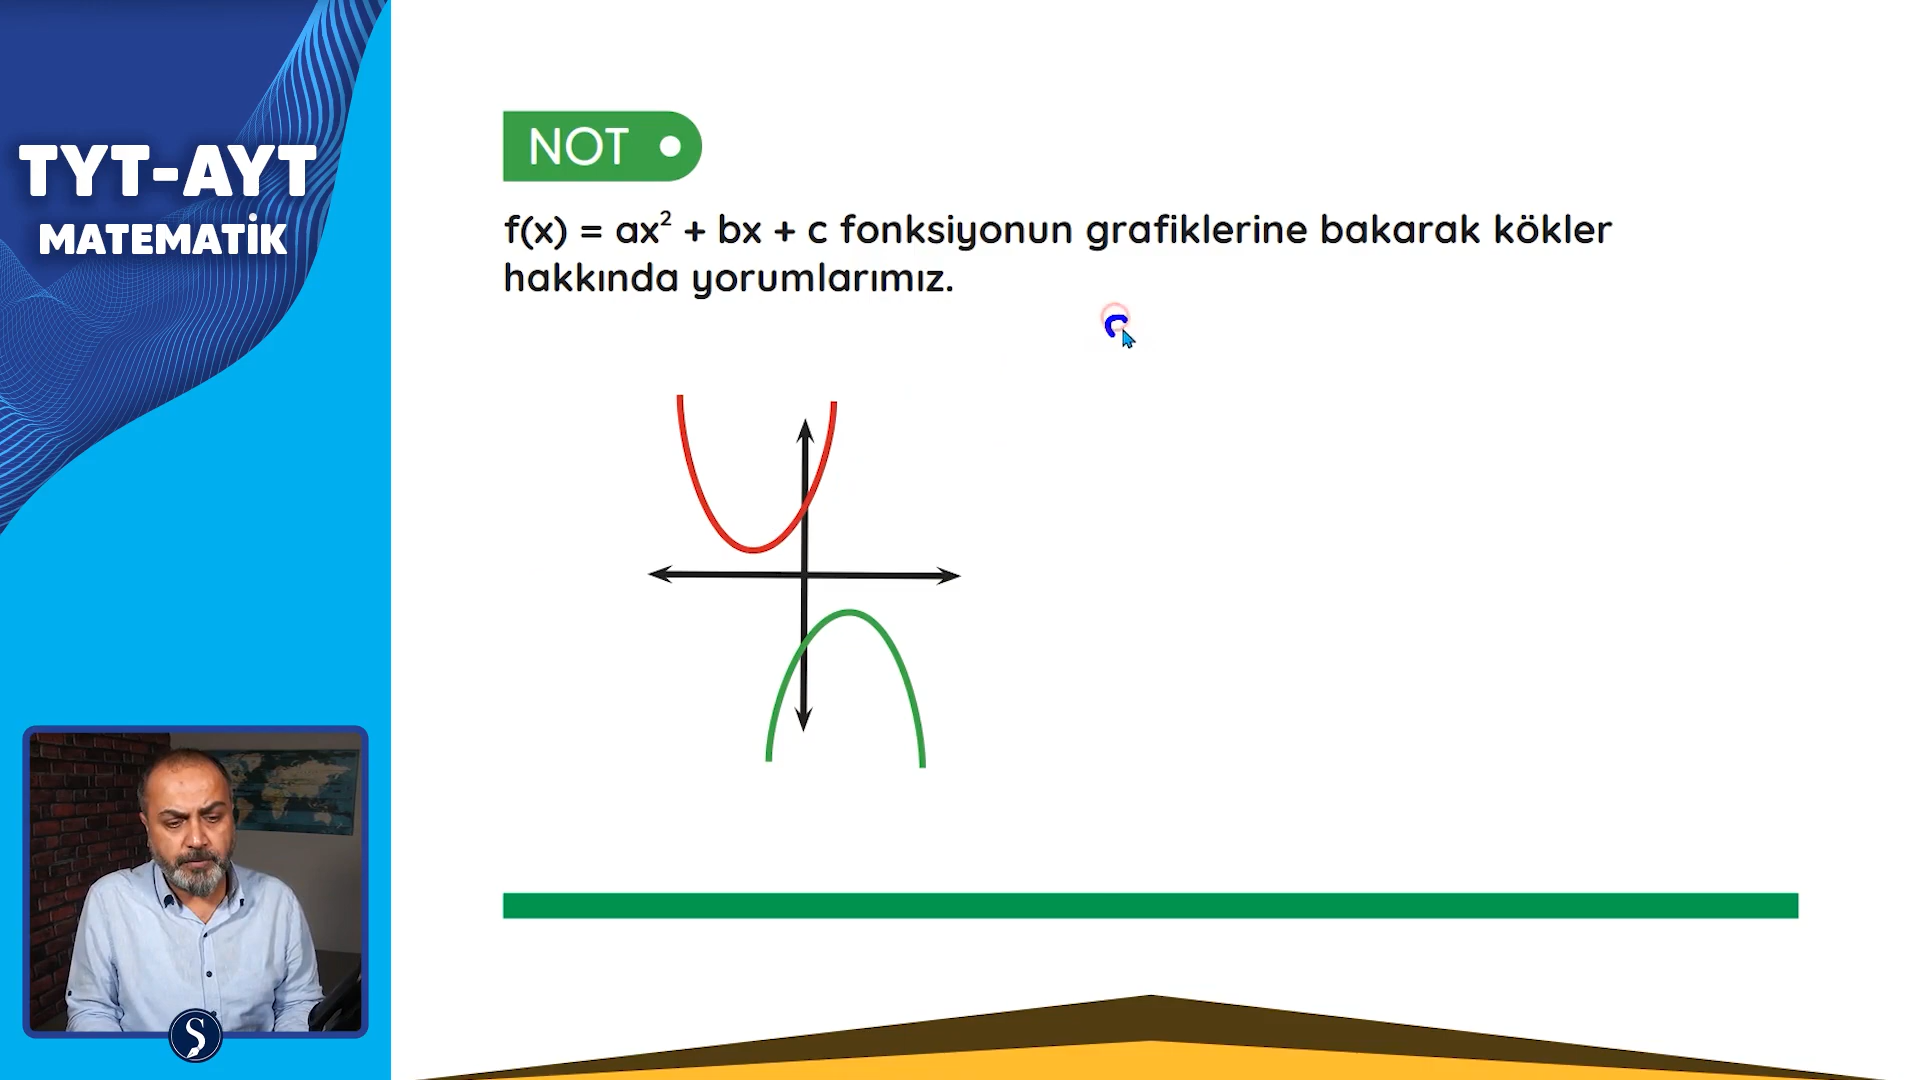 TYT-AYT
MATEMATİK
NOT
f(x) = ax² + bx + c fonksiyonun grafiklerine bakarak kökler
hakkında yorumlarımız.
S